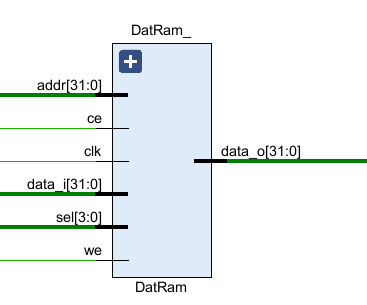 DatRam_
addr[31:0]
ce
clk
data_o[31:0]
data_i[31:0]
sel[3:0]
we
DatRam